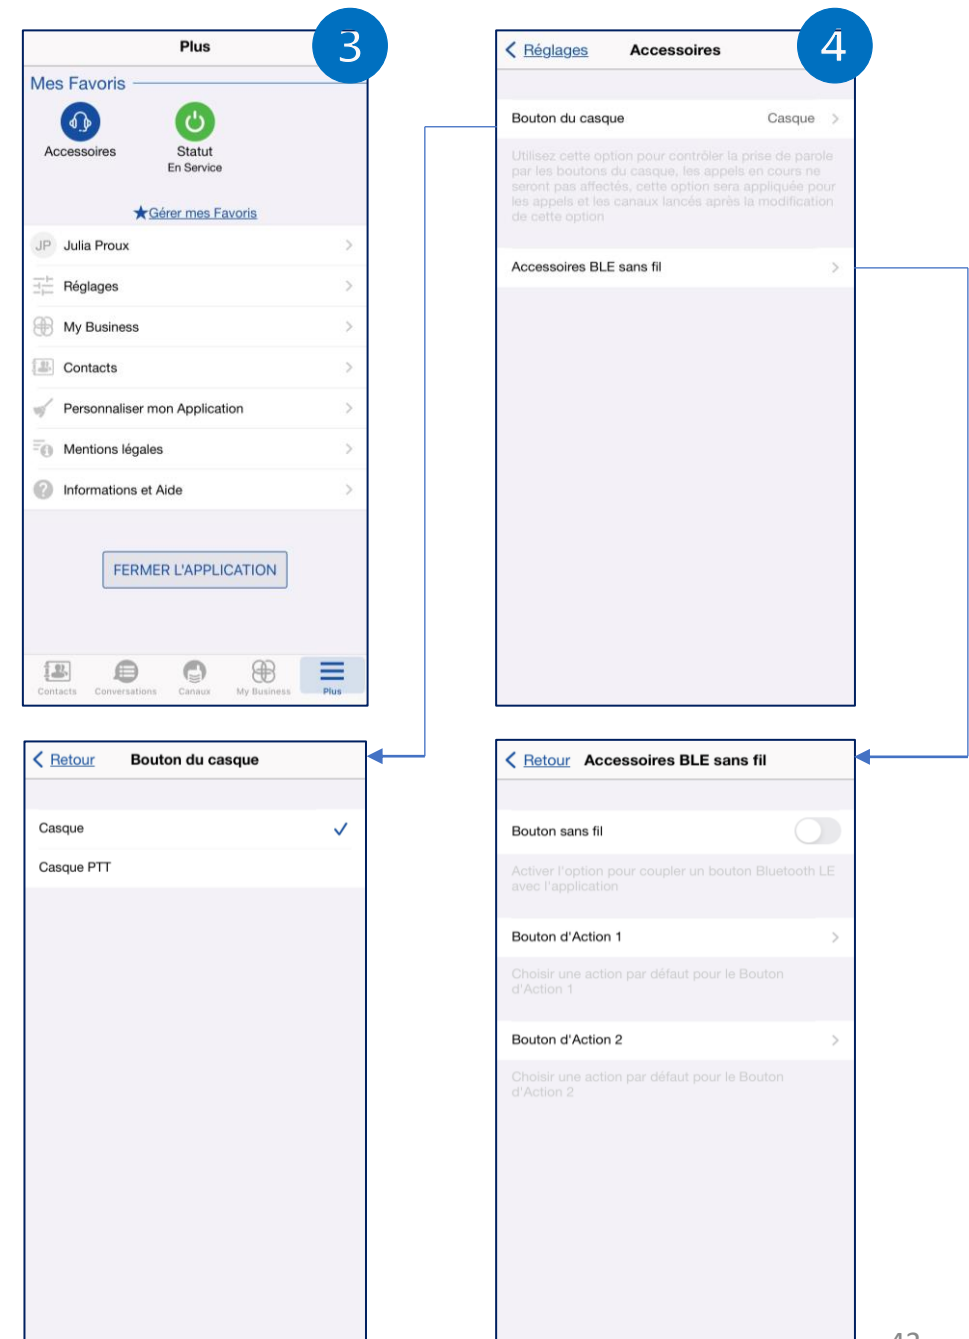 Plus
3
Mes Favoris
Accessoires
Statut
En Service
★Gérer mes Favoris
JP Julia Proux
Réglages
My Business
Contacts
Personnaliser mon Application
Mentions légales
? Informations et Aide
FERMER L'APPLICATION
Contacts Conversations Canaux My Business Plus
4
Réglages Accessoires
Bouton du casque Casque
Utilisez cette option pour contrôler la prise de parole
par les boutons du casque, les appels en cours ne
seront pas affectés, cette option sera appliquée pour
les appels et les canaux lancés après la modification
de cette option
Accessoires BLE sans fil
Retour Bouton du casque
Casque
Casque PTT
Retour Accessoires BLE sans fil
Bouton sans fil
Activer l'option pour coupler un bouton Bluetooth LE
avec l'application
Bouton d'Action 1
Choisir une action par défaut pour le Bouton
d'Action 1
Bouton d'Action 2
Choisir une action par défaut pour le Bouton
d'Action 2